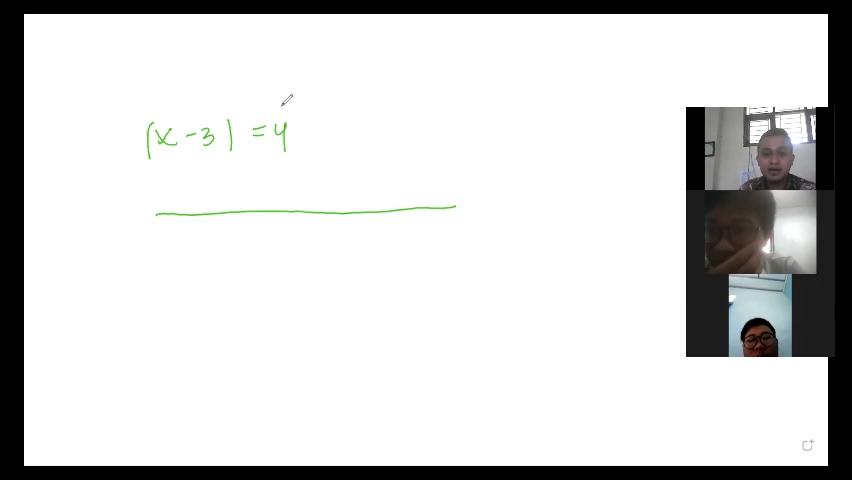 |x - 3| = 4